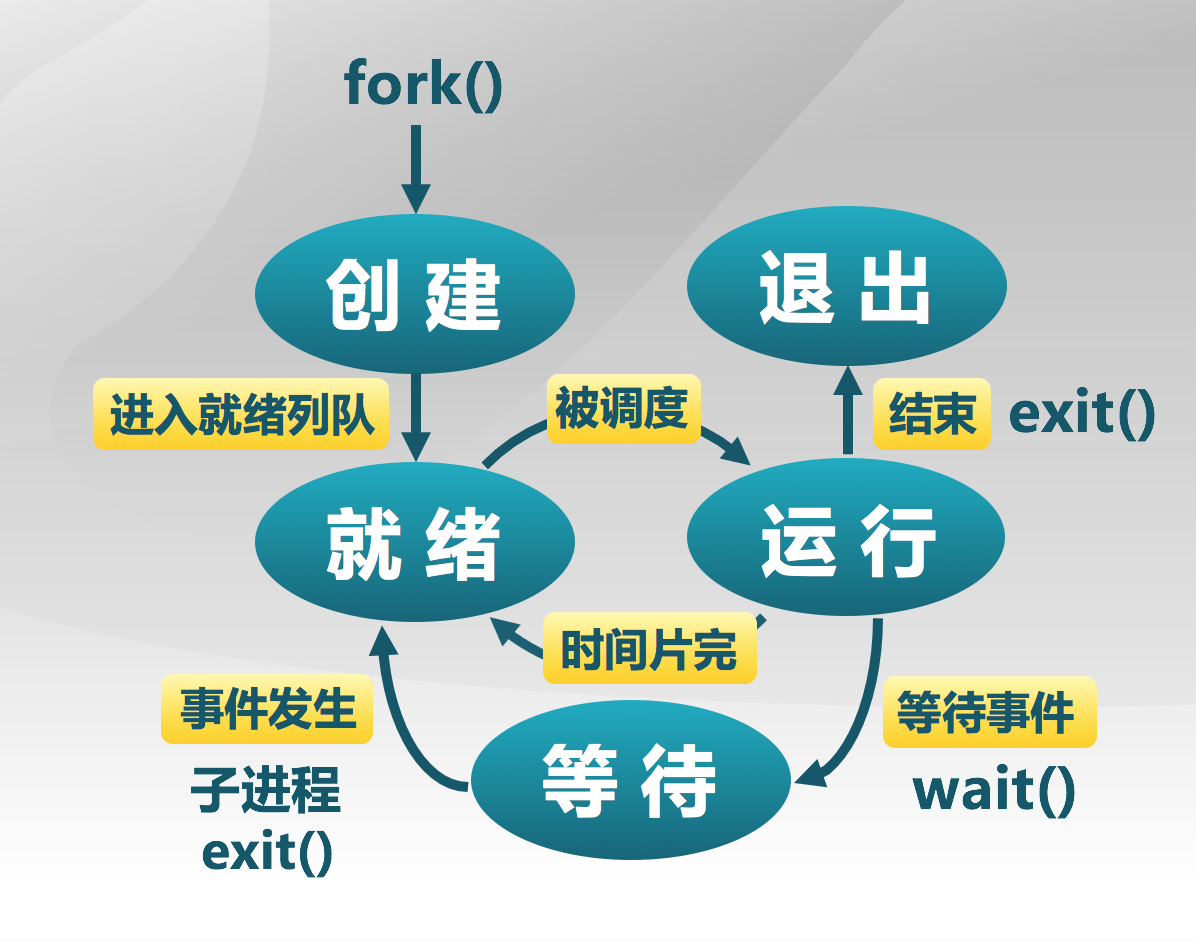 fork()
创建
退出
进入就绪列队
被调度
结束
exit()
就绪
运行
时间片完
事件发生
等待事件
子进程
exit()
等待
wait()